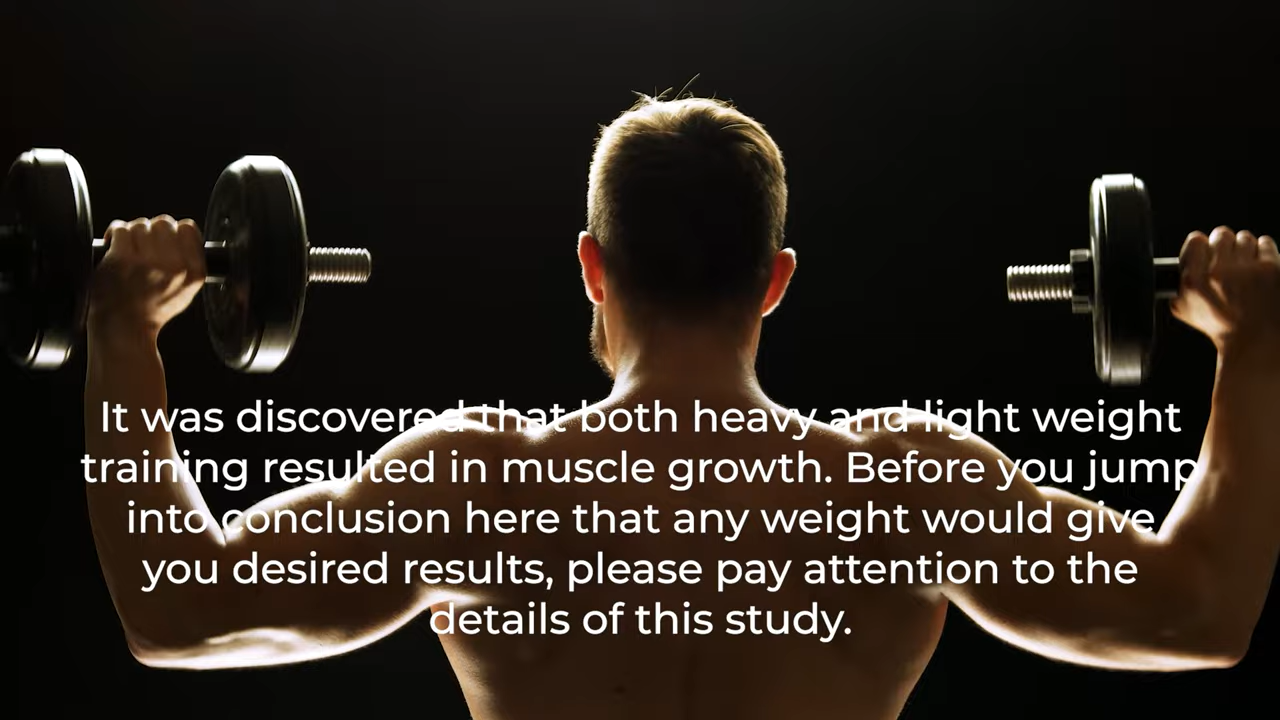 It was discovered that both heavy and light weight
training resulted in muscle growth. Before you jump
into conclusion here that any weight would give
you desired results, please pay attention to the
details of this study.